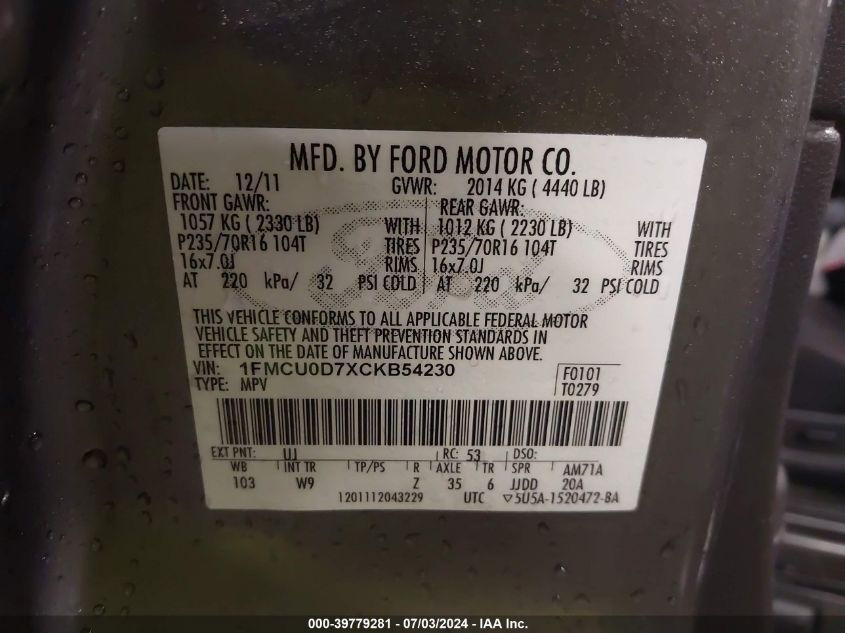 MFD. BY FORD MOTOR CO.
DATE: 12/11 GVWR: 2014 KG ( 4440 LB)
FRONT GAWR: REAR GAWR:
1057 KG ( 2330 LB) WITH 1012 KG ( 2230 LB) WITH
P235/70R16 104T TIRES P235/70R16 104T TIRES
16x7.0J RIMS 16x7.0J RIMS
AT 220 kPa/ 32 PSI COLD AT 220 kPa/ 32 PSI COLD
Ford
THIS VEHICLE CONFORMS TO ALL APPLICABLE FEDERAL MOTOR
VEHICLE SAFETY AND THEFT PREVENTION STANDARDS IN
EFFECT ON THE DATE OF MANUFACTURE SHOWN ABOVE.
VIN: 1FMCU0D7XCKB54230 F0101
TYPE: MPV T0279
EXT PNT: UJ RC: 53 DSO:
WB INT TR TP/PS R AXLE TR SPR AM71A
103 W9 Z 35 6 JJDD 20A
1201112043229 UTC ▽5U5A-1520472-BA
000-39779281 - 07/03/2024 - IAA Inc.